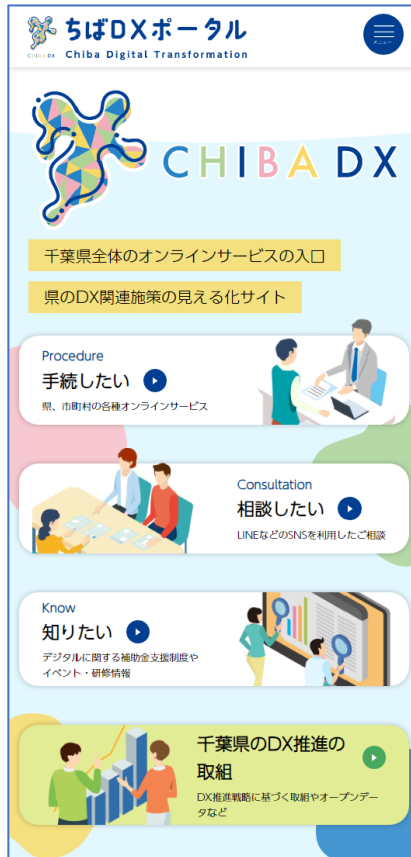 ちばDXポータル
CHIBA DX
Chiba Digital Transformation
メニュー
CHIBA DX
千葉県全体のオンラインサービスの入口
県のDX関連施策の見える化サイト
Procedure
手続したい
県、市町村の各種オンラインサービス
Consultation
相談したい
LINEなどのSNSを利用したご相談
Know
知りたい
デジタルに関する補助金支援制度や
イベント・研修情報
千葉県のDX推進の
取組
DX推進戦略に基づく取組やオープンデー
タなど